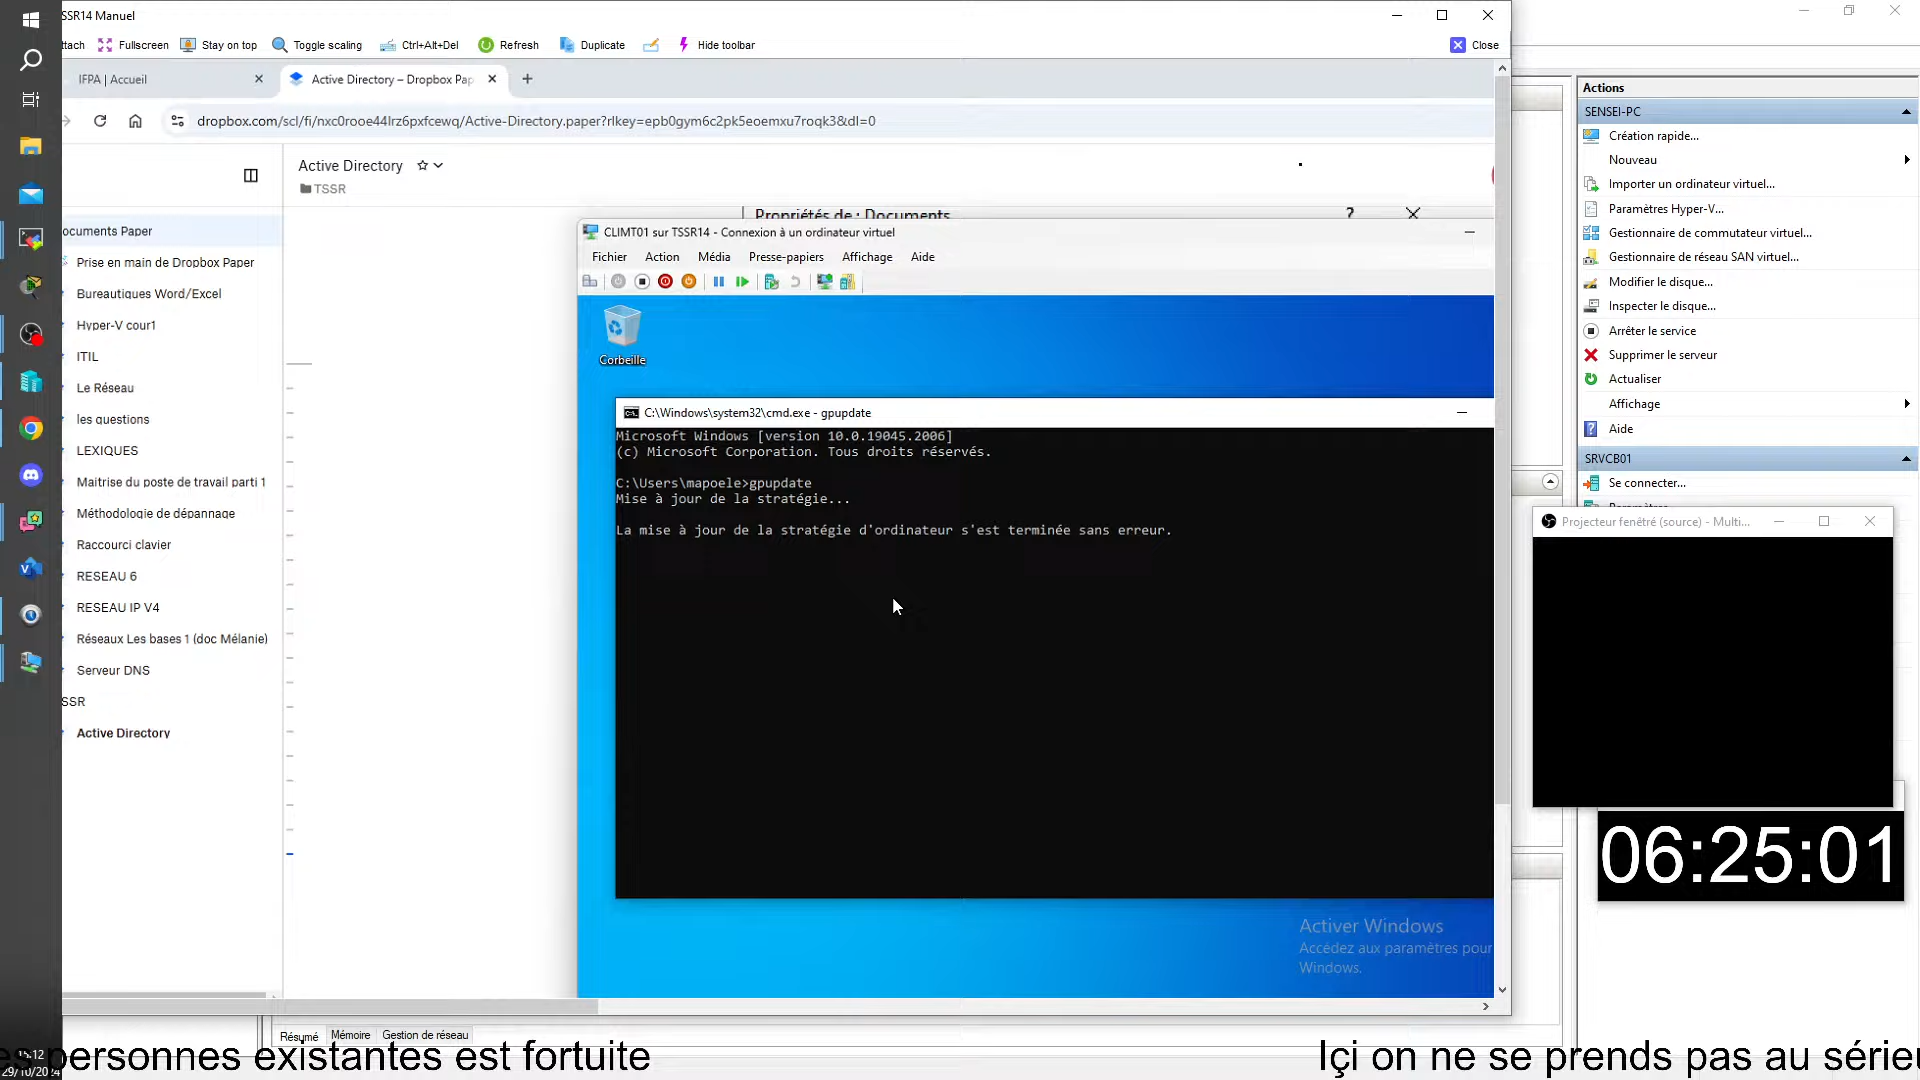 SSR14 Manuel
ttach Fullscreen Stay on top Toggle scaling Ctrl+Alt+Del Refresh Duplicate Hide toolbar Close
IFPA | Accueil
Active Directory – Dropbox Pap
dropbox.com/scl/fi/nxc0rooe44lrz6pxfcewq/Active-Directory.paper?rlkey=epb0gym6c2pk5eoemxu7roqk3&dl=0
Active Directory
TSSR
ocuments Paper
Prise en main de Dropbox Paper
Bureautiques Word/Excel
Hyper-V cour1
ITIL
Le Réseau
les questions
LEXIQUES
Maitrise du poste de travail parti 1
Méthodologie de dépannage
Raccourci clavier
RESEAU 6
RESEAU IP V4
Réseaux Les bases 1 (doc Mélanie)
Serveur DNS
SSR
Active Directory
Propriétés de : Documents
CLIMT01 sur TSSR14 - Connexion à un ordinateur virtuel
Fichier Action Média Presse-papiers Affichage Aide
Corbeille
C:\Windows\system32\cmd.exe - gpupdate
Microsoft Windows [version 10.0.19045.2006]
(c) Microsoft Corporation. Tous droits réservés.
C:\Users\mapoele>gpupdate
Mise à jour de la stratégie...
La mise à jour de la stratégie d'ordinateur s'est terminée sans erreur.
Activer Windows
Accédez aux paramètres pour
Windows.
Actions
SENSEI-PC
Création rapide...
Nouveau
Importer un ordinateur virtuel...
Paramètres Hyper-V...
Gestionnaire de commutateur virtuel...
Gestionnaire de réseau SAN virtuel...
Modifier le disque...
Inspecter le disque...
Arrêter le service
Supprimer le serveur
Actualiser
Affichage
Aide
SRVCB01
Se connecter...
Projecteur fenêtré (source) - Multi...
06:25:01
Résumé Mémoire Gestion de réseau
es personnes existantes est fortuite
Içi on ne se prends pas au sérieu
15:12
29/10/2024